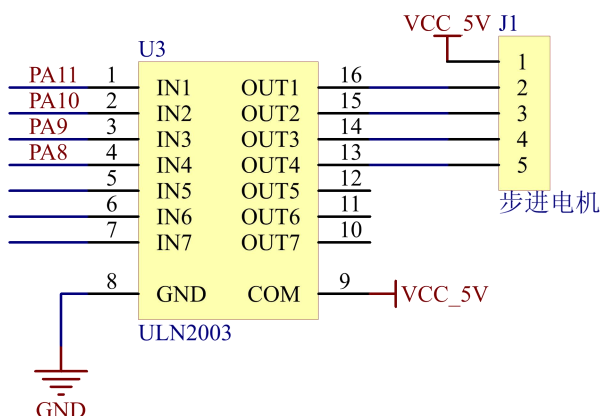 VCC_5V J1
U3
PA11 1 IN1 OUT1 16 1
PA10 2 IN2 OUT2 15 2
PA9 3 IN3 OUT3 14 3
PA8 4 IN4 OUT4 13 4
5 IN5 OUT5 12 5
6 IN6 OUT6 11 步进电机
7 IN7 OUT7 10
8 GND COM 9 VCC_5V
ULN2003
GND